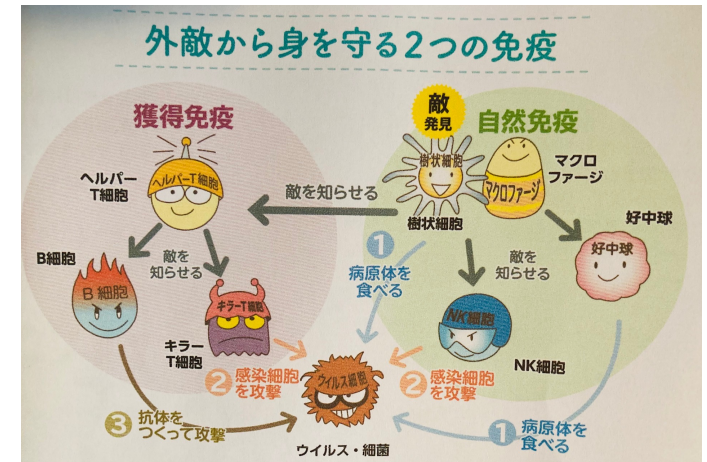 外敵から身を守る2つの免疫
獲得免疫
敵
発見
自然免疫
ヘルパー
T細胞
ヘルパーT細胞
敵を知らせる
樹状細胞
樹状細胞
マクロファージ
マクロ
ファージ
好中球
好中球
B細胞
B細胞
敵を
知らせる
キラーT細胞
キラー
T細胞
1
病原体を
食べる
敵を
知らせる
NK細胞
NK細胞
2 感染細胞
を攻撃
ウイルス細菌
2 感染細胞
を攻撃
3 抗体を
つくって攻撃
1 病原体を
食べる
ウイルス・細菌